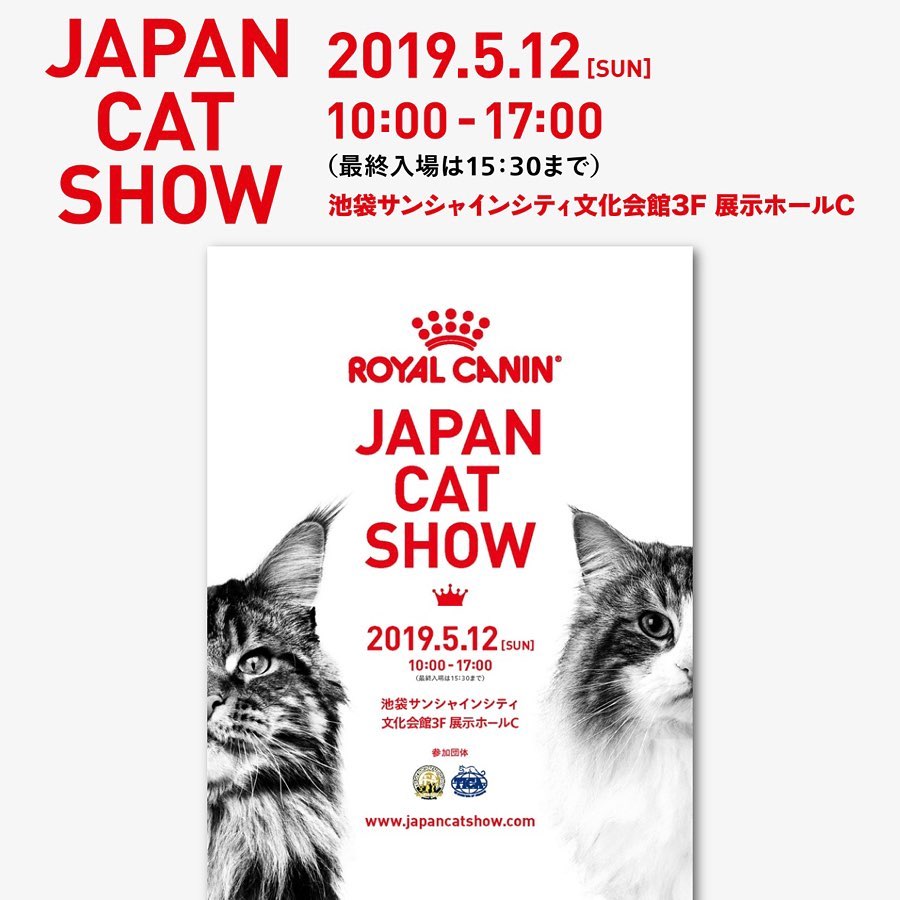 JAPAN
CAT
SHOW
2019.5.12 [SUN]
10:00-17:00
(最終入場は15:30まで)
池袋サンシャインシティ文化会館3F 展示ホールC
ROYAL CANIN®
JAPAN
CAT
SHOW
2019.5.12 [SUN]
10:00-17:00
(最終入場は15:30まで)
池袋サンシャインシティ
文化会館3F 展示ホールC
参加団体
TICA
www.japancatshow.com